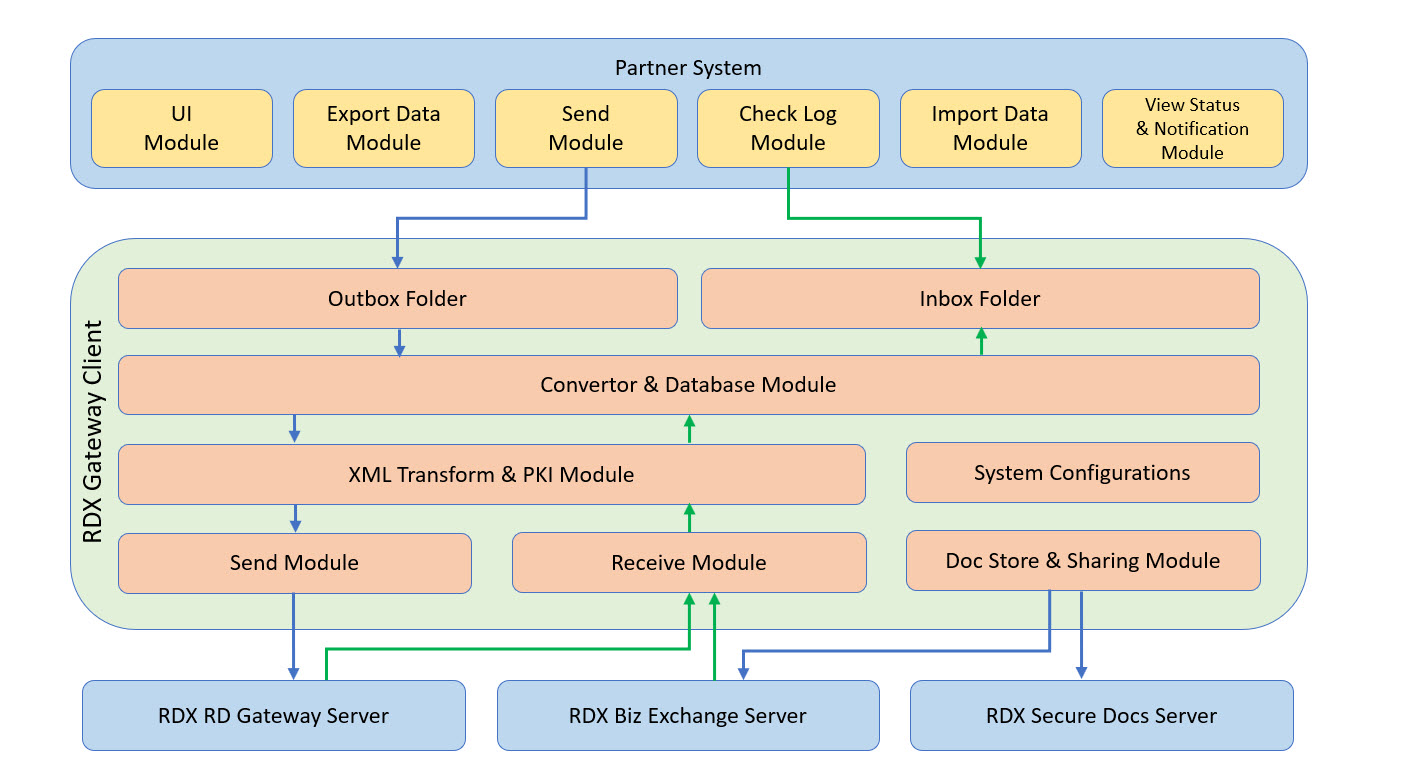 Partner System
UI
Module
Export Data
Module
Send
Module
Check Log
Module
Import Data
Module
View Status
& Notification
Module
RDX Gateway Client
Outbox Folder
Inbox Folder
Convertor & Database Module
XML Transform & PKI Module
System Configurations
Send Module
Receive Module
Doc Store & Sharing Module
RDX RD Gateway Server
RDX Biz Exchange Server
RDX Secure Docs Server